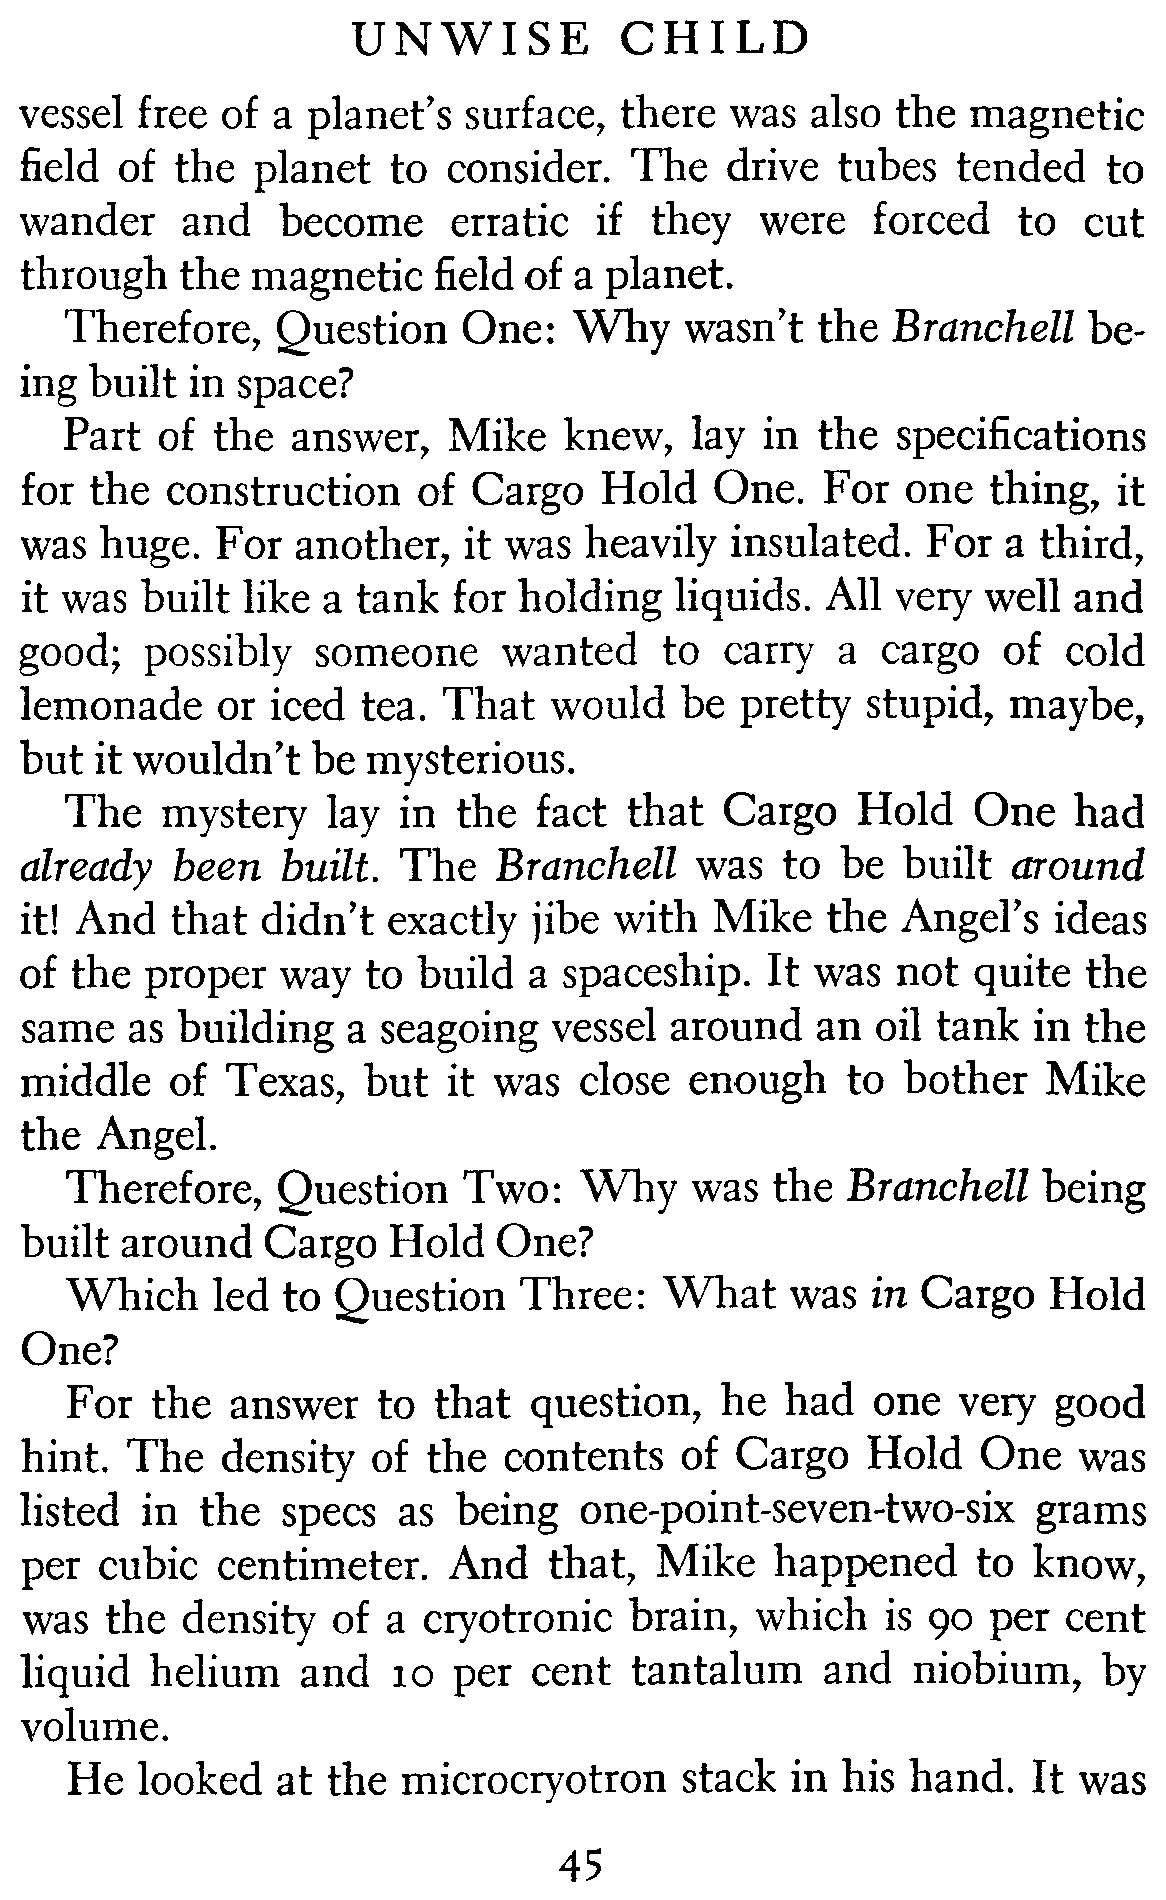 UNWISE CHILD
vessel free of a planet's surface, there was also the magnetic
field of the planet to consider. The drive tubes tended to
wander and become erratic if they were forced to cut
through the magnetic field of a planet.
Therefore, Question One: Why wasn't the Branchell be-
ing built in space?
Part of the answer, Mike knew, lay in the specifications
for the construction of Cargo Hold One. For one thing, it
was huge. For another, it was heavily insulated. For a third,
it was built like a tank for holding liquids. All very well and
good; possibly someone wanted to carry a cargo of cold
lemonade or iced tea. That would be pretty stupid, maybe,
but it wouldn't be mysterious.
The mystery lay in the fact that Cargo Hold One had
already been built. The Branchell was to be built around
it! And that didn't exactly jibe with Mike the Angel's ideas
of the proper way to build a spaceship. It was not quite the
same as building a seagoing vessel around an oil tank in the
middle of Texas, but it was close enough to bother Mike
the Angel.
Therefore, Question Two: Why was the Branchell being
built around Cargo Hold One?
Which led to Question Three: What was in Cargo Hold
One?
For the answer to that question, he had one very good
hint. The density of the contents of Cargo Hold One was
listed in the specs as being one-point-seven-two-six grams
per cubic centimeter. And that, Mike happened to know,
was the density of a cryotronic brain, which is 90 per cent
liquid helium and 10 per cent tantalum and niobium, by
volume.
He looked at the microcryotron stack in his hand. It was
45